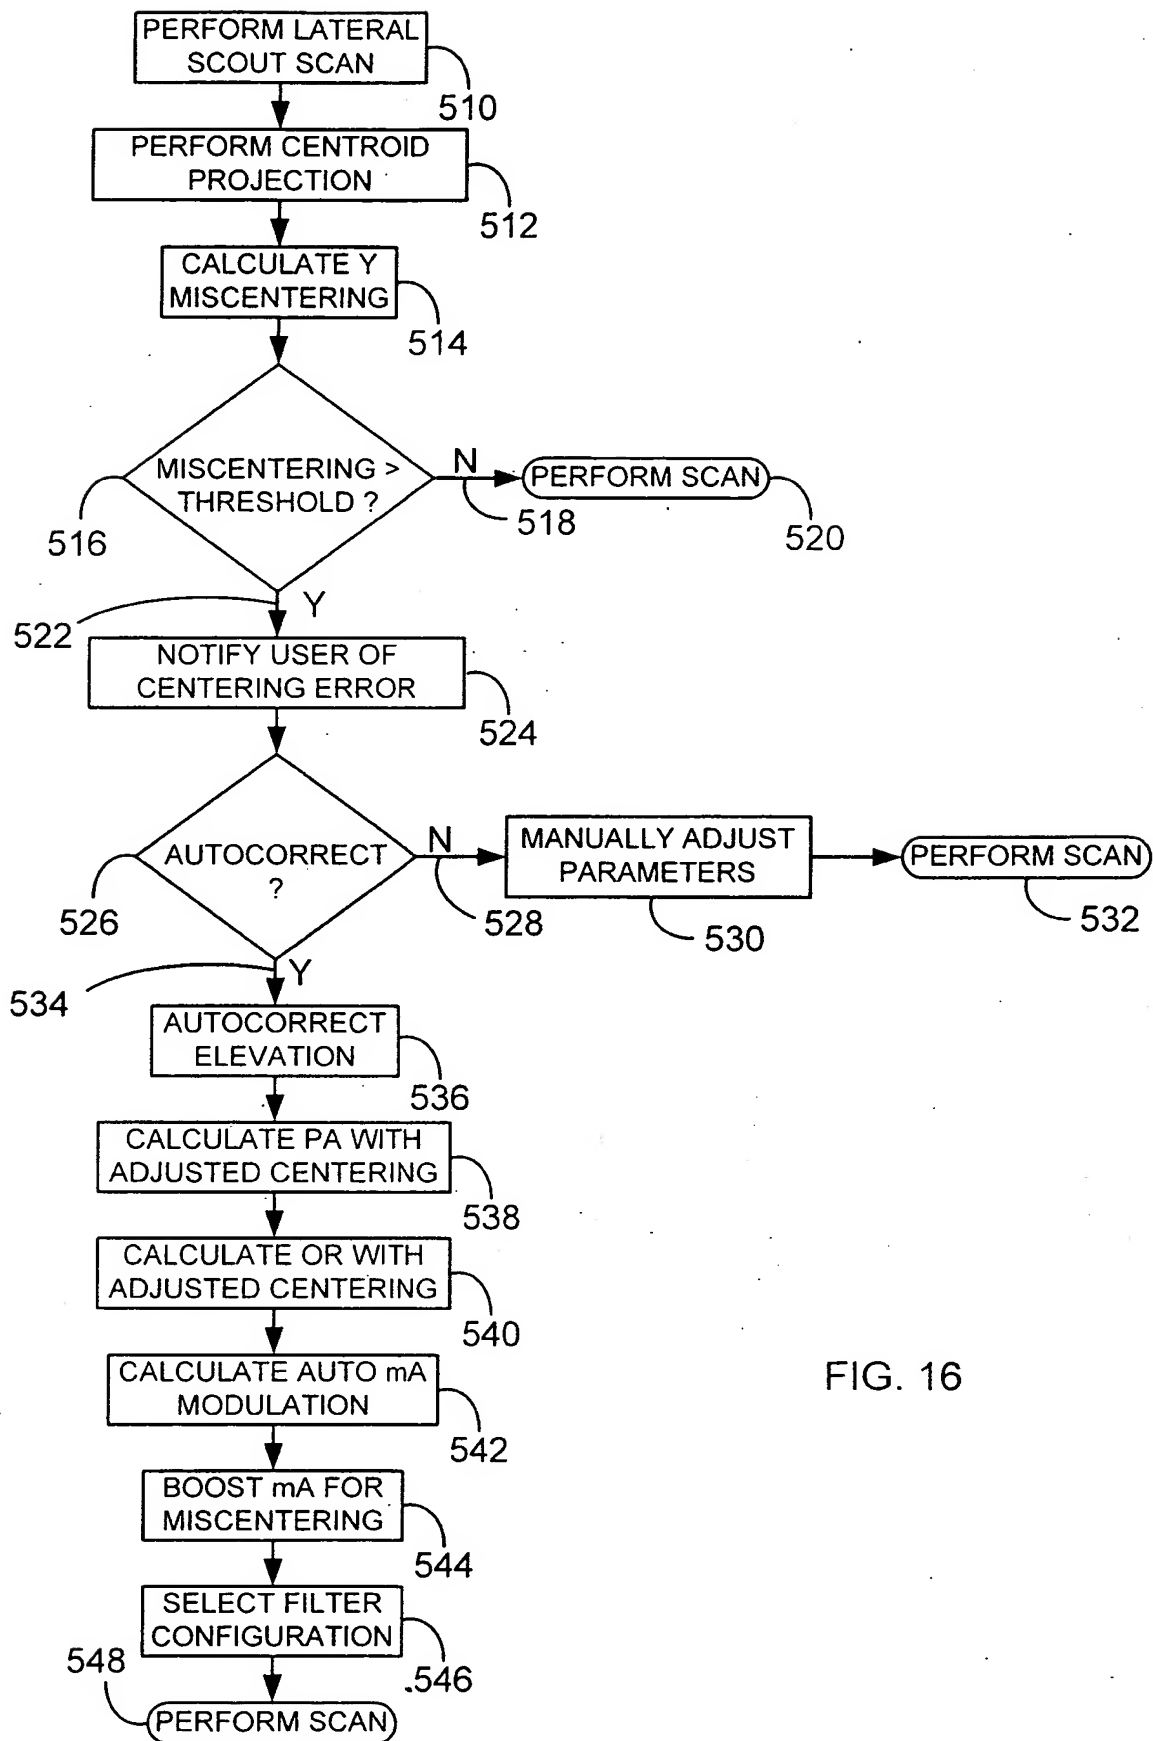 PERFORM LATERAL
SCOUT SCAN
510
PERFORM CENTROID
PROJECTION
512
CALCULATE Y
MISCENTERING
514
MISCENTERING >
THRESHOLD ?
516
N
518
PERFORM SCAN
520
522
Y
NOTIFY USER OF
CENTERING ERROR
524
AUTOCORRECT
?
526
N
528
MANUALLY ADJUST
PARAMETERS
530
PERFORM SCAN
532
534
Y
AUTOCORRECT
ELEVATION
536
CALCULATE PA WITH
ADJUSTED CENTERING
538
CALCULATE OR WITH
ADJUSTED CENTERING
540
CALCULATE AUTO mA
MODULATION
542
BOOST mA FOR
MISCENTERING
544
SELECT FILTER
CONFIGURATION
546
548
PERFORM SCAN
FIG. 16